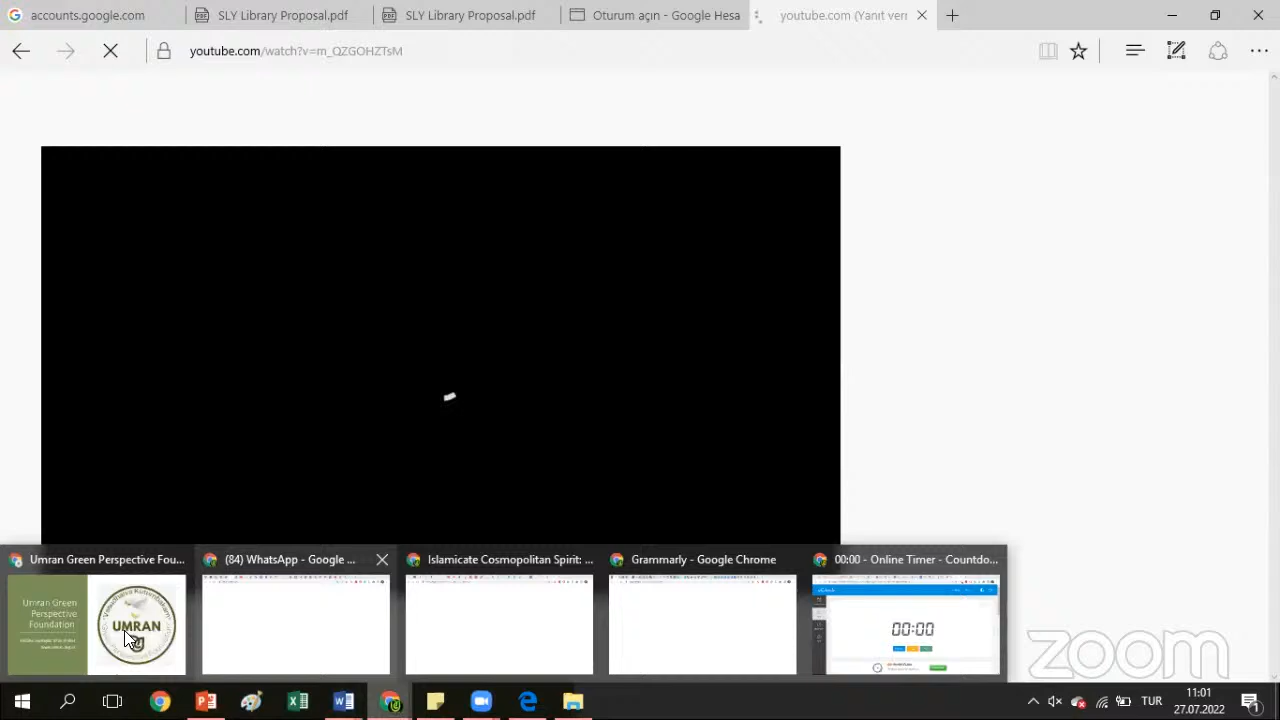 accounts.google.com
SLY Library Proposal.pdf
SLY Library Proposal.pdf
Oturum açın - Google Hesa
youtube.com (Yanıt veri
youtube.com/watch?v=m_QZGOHZTsM
Umran Green Perspective Fou...
(84) WhatsApp - Google ...
Islamicate Cosmopolitan Spirit: ...
Grammarly - Google Chrome
00:00 - Online Timer - Countdo...
Umran Green
Perspective
Foundation
UMRAN
00:00
zoom
TUR
11:01
27.07.2022
1